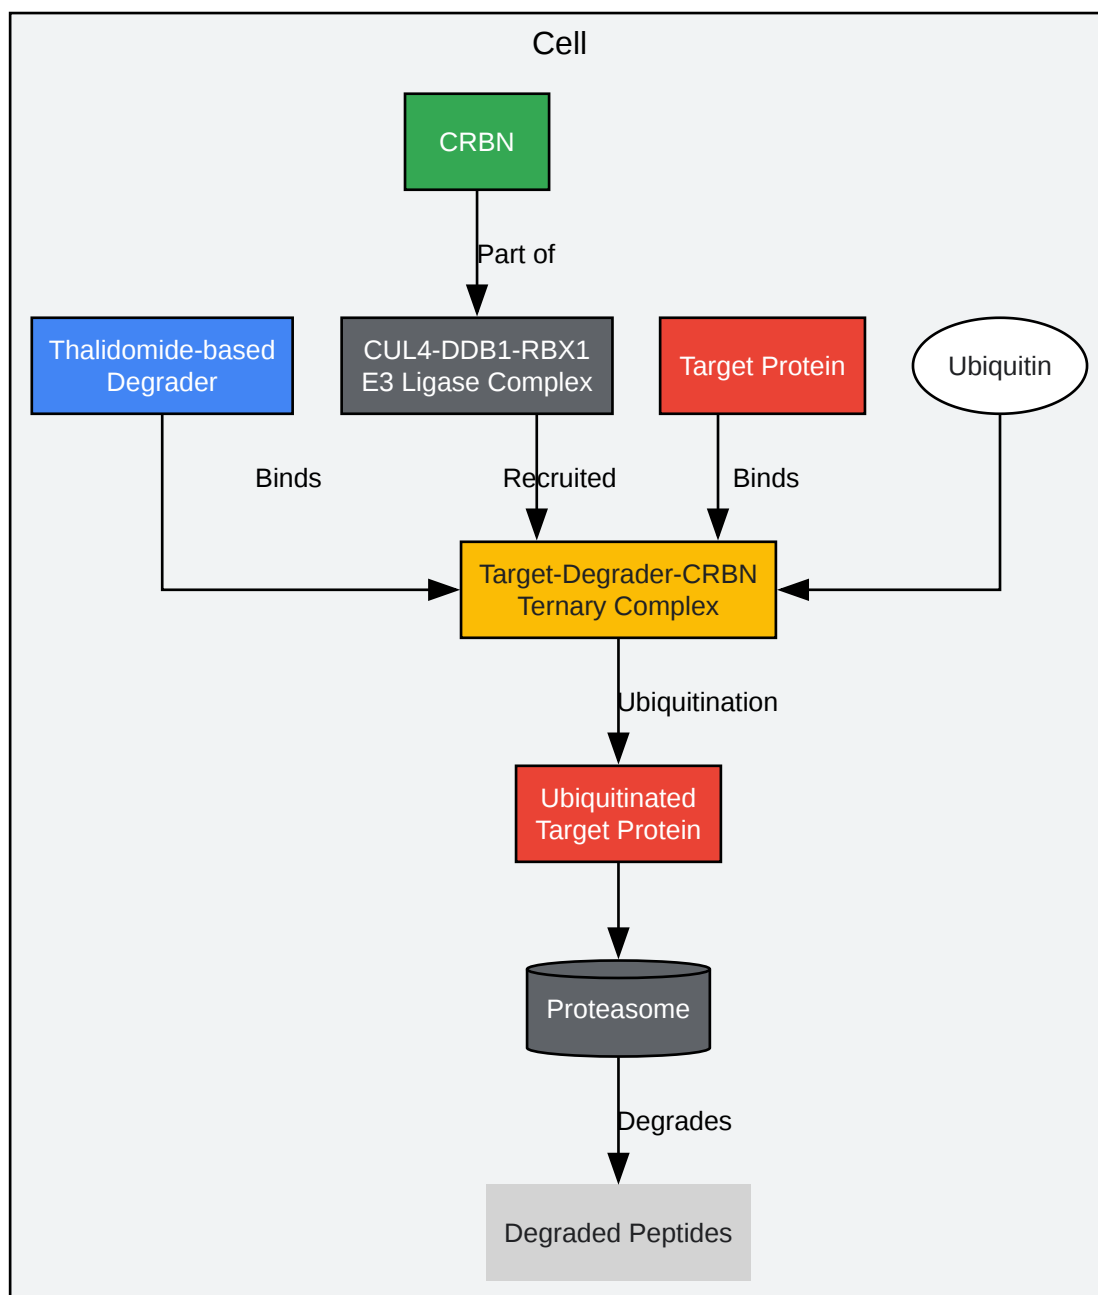 Cell
CRBN
Part of
Thalidomide-based
Degrader
CUL4-DDB1-RBX1
E3 Ligase Complex
Target Protein
Ubiquitin
Binds
Recruited
Binds
Target-Degrader-CRBN
Ternary Complex
Ubiquitination
Ubiquitinated
Target Protein
Proteasome
Degrades
Degraded Peptides